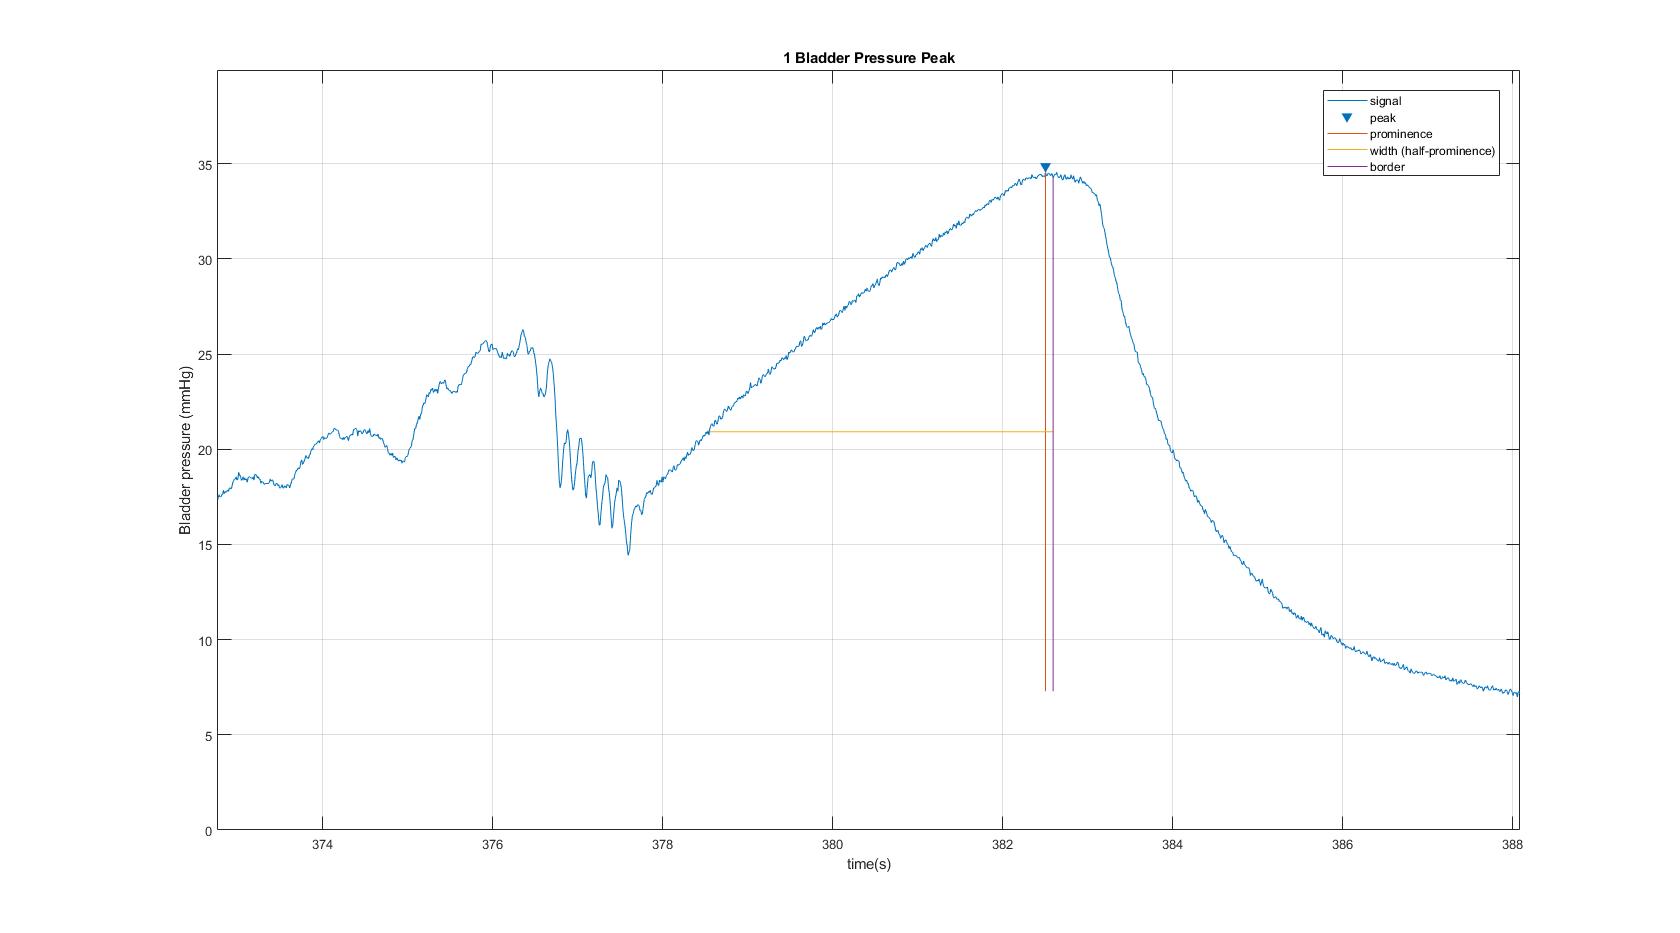 1 Bladder Pressure Peak
signal
peak
prominence
width (half-prominence)
border
Bladder pressure (mmHg)
35
30
25
20
15
10
5
0
374 376 378 380 382 384 386 388
time(s)